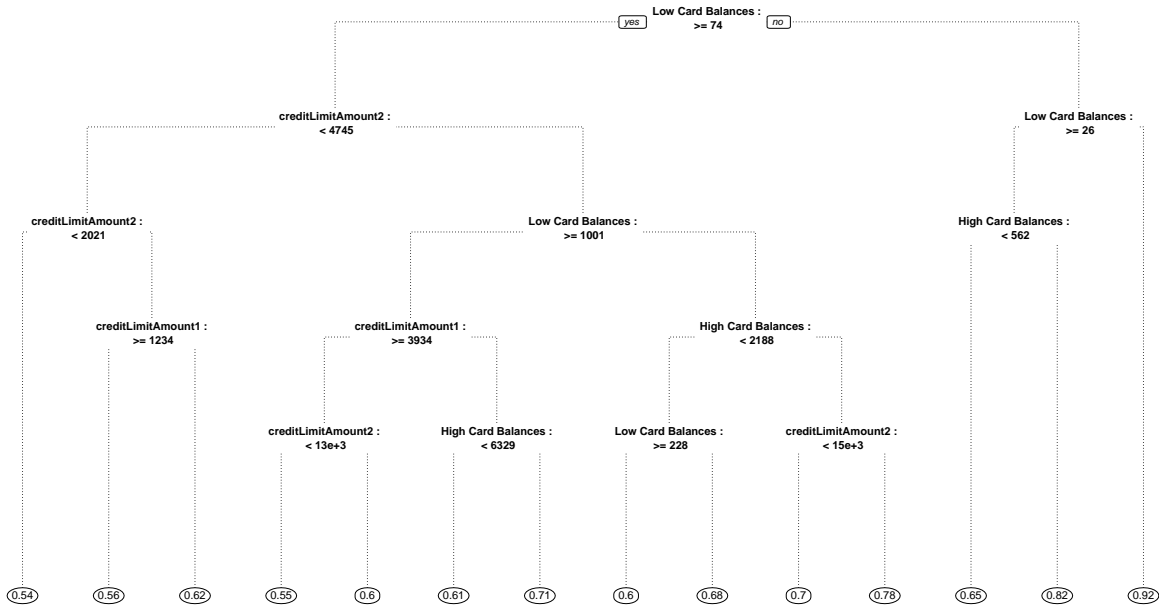 Low Card Balances :
>= 74
yes
no
creditLimitAmount2 :
< 4745
Low Card Balances :
>= 26
creditLimitAmount2 :
< 2021
Low Card Balances :
>= 1001
High Card Balances :
< 562
creditLimitAmount1 :
>= 1234
creditLimitAmount1 :
>= 3934
High Card Balances :
< 2188
creditLimitAmount2 :
< 13e+3
High Card Balances :
< 6329
Low Card Balances :
>= 228
creditLimitAmount2 :
< 15e+3
0.54
0.56
0.62
0.55
0.6
0.61
0.71
0.6
0.68
0.7
0.78
0.65
0.82
0.92